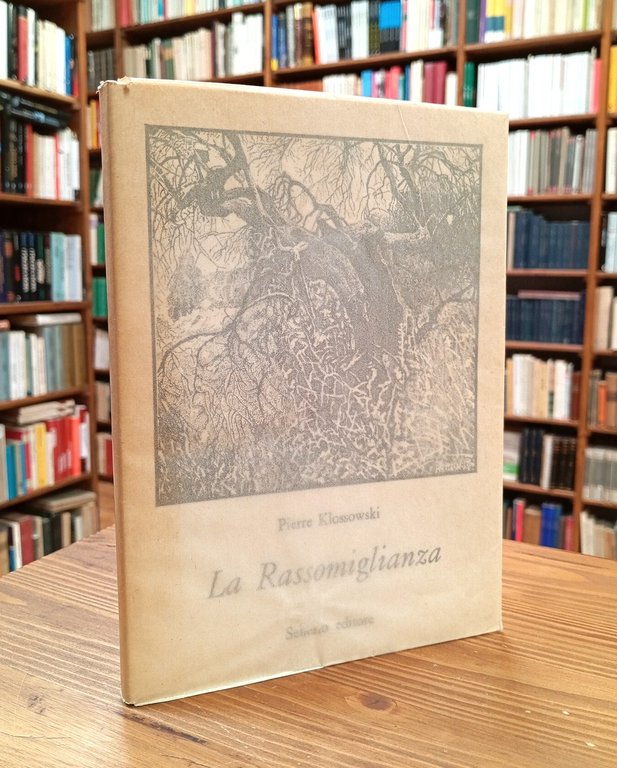 Pierre Klossowski
La Rassomiglianza
Sellerio editore